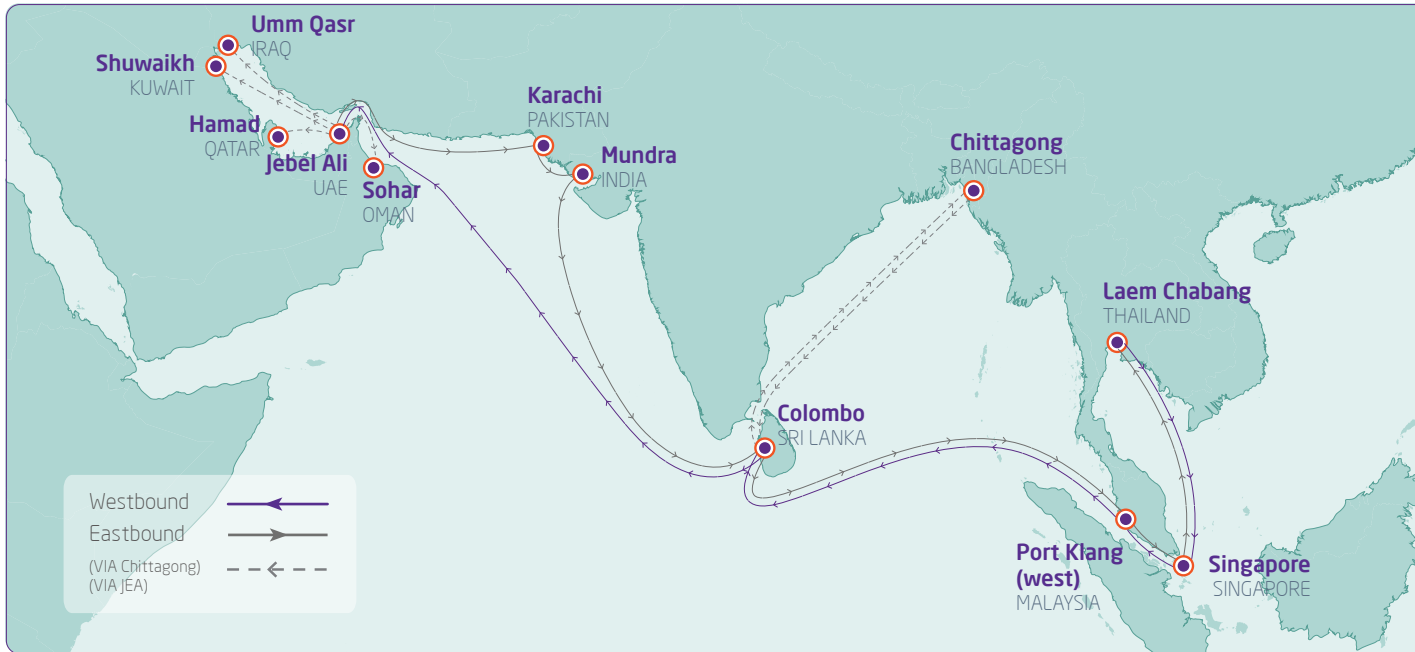 Umm Qasr
IRAQ
Shuwaikh
KUWAIT
Hamad
QATAR
Jebel Ali
UAE
Sohar
OMAN
Karachi
PAKISTAN
Mundra
INDIA
Chittagong
BANGLADESH
Laem Chabang
THAILAND
Colombo
SRI LANKA
Port Klang
(west)
MALAYSIA
Singapore
SINGAPORE
Westbound
Eastbound
(VIA Chittagong)
(VIA JEA)